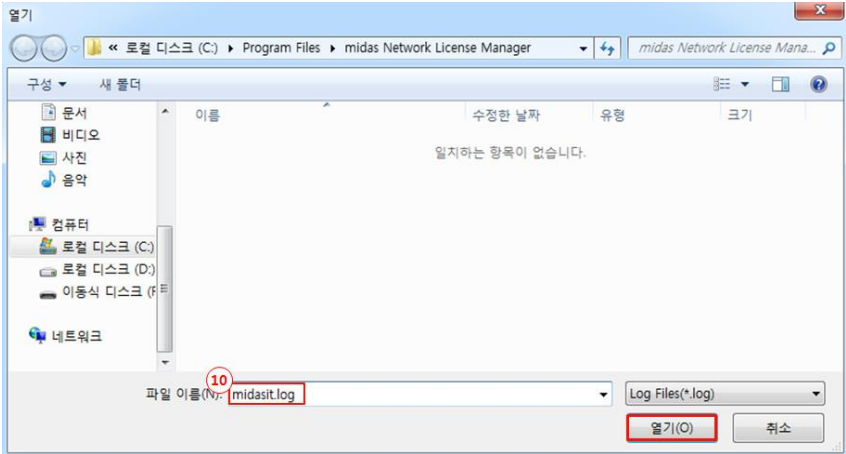 열기
« 로컬 디스크 (C:) ▸ Program Files ▸ midas Network License Manager
midas Network License Mana...
구성 새 폴더
이름 수정한 날짜 유형 크기
일치하는 항목이 없습니다.
문서
비디오
사진
음악
컴퓨터
로컬 디스크 (C:)
로컬 디스크 (D:)
이동식 디스크 (F
네트워크
10
파일 이름(N): midasit.log
Log Files(*.log)
열기(O) 취소